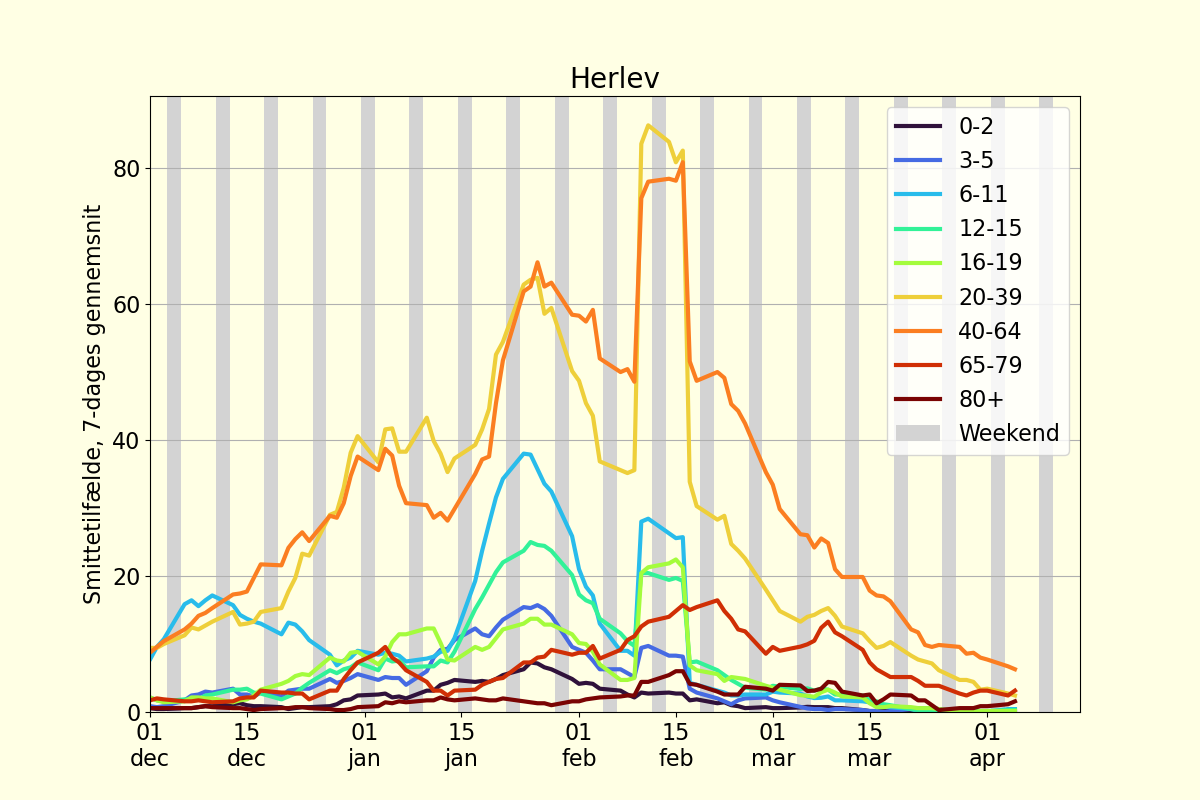 Herlev
Smittetilfælde, 7-dages gennemsnit
80
60
40
20
0
0-2
3-5
6-11
12-15
16-19
20-39
40-64
65-79
80+
Weekend
01 15 01 15 01 15 01 15 01
dec dec jan jan feb feb mar mar apr